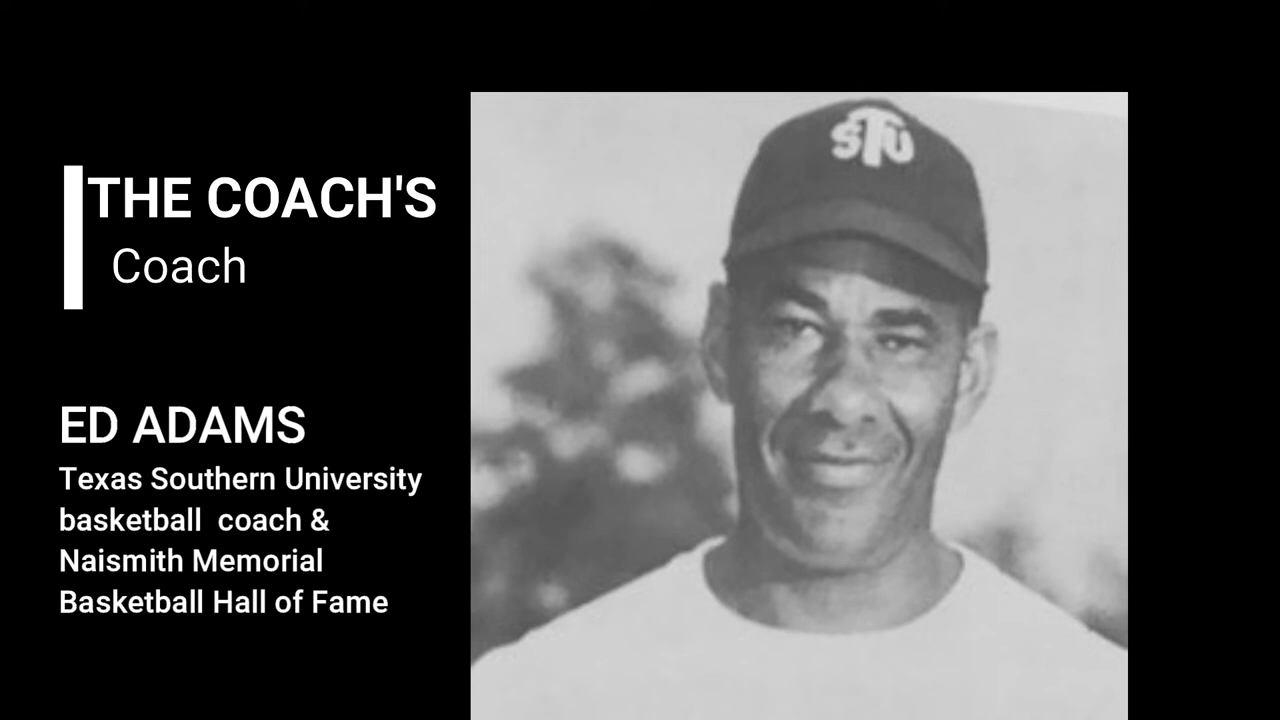 THE COACH'S
Coach
ED ADAMS
Texas Southern University
basketball  coach &
Naismith Memorial
Basketball Hall of Fame
STU